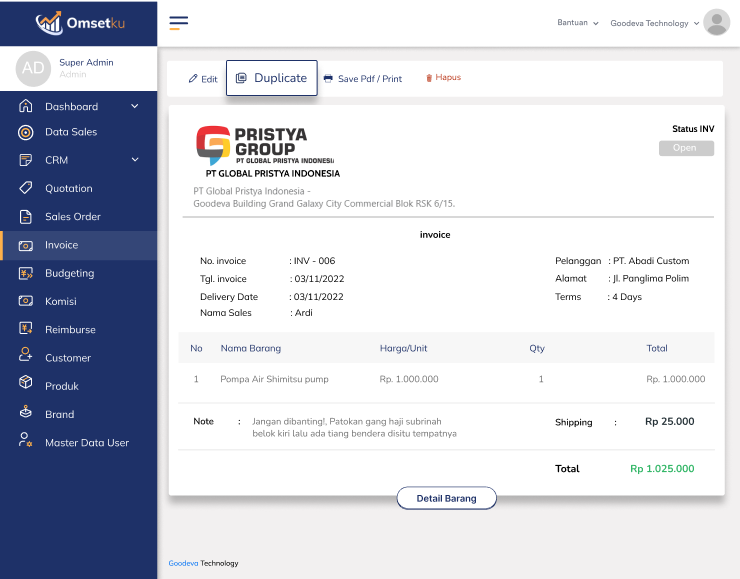 Omsetku
Bantuan
Goodeva Technology
AD
Super Admin
Admin
Dashboard
Data Sales
CRM
Quotation
Sales Order
Invoice
Budgeting
Komisi
Reimburse
Customer
Produk
Brand
Master Data User
Edit
Duplicate
Save Pdf / Print
Hapus
PRISTYA
GROUP
PT GLOBAL PRISTYA INDONESIA
PT GLOBAL PRISTYA INDONESIA
Status INV
Open
PT Global Pristya Indonesia -
Goodeva Building Grand Galaxy City Commercial Blok RSK 6/15.
invoice
No. invoice : INV - 006
Tgl. invoice : 03/11/2022
Delivery Date : 03/11/2022
Nama Sales : Ardi
Pelanggan : PT. Abadi Custom
Alamat : Jl. Panglima Polim
Terms : 4 Days
No Nama Barang Harga/Unit Qty Total
1 Pompa Air Shimitsu pump Rp. 1.000.000 1 Rp. 1.000.000
Note : Jangan dibanting!, Patokan gang haji subrinah
belok kiri lalu ada tiang bendera disitu tempatnya
Shipping : Rp 25.000
Total Rp 1.025.000
Detail Barang
Goodeva Technology